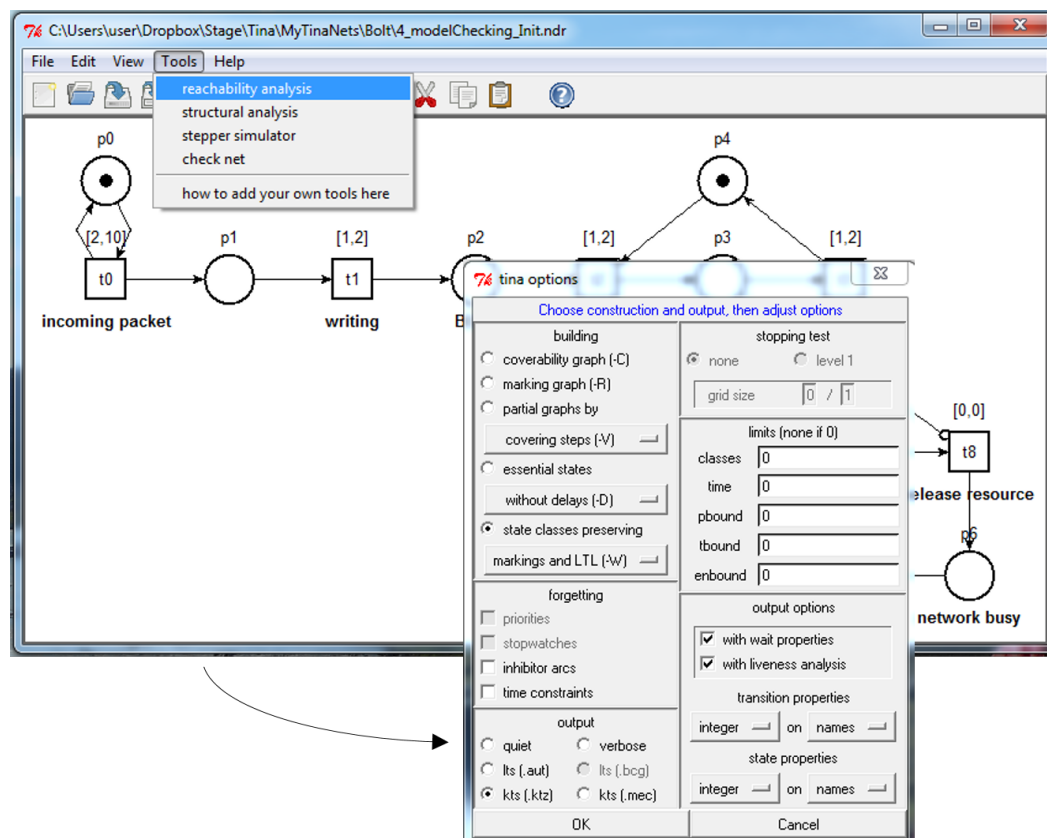 C:\Users\user\Dropbox\Stage\Tina\MyTinaNets\Bolt\4_modelChecking_Init.ndr
File Edit View Tools Help
reachability analysis
structural analysis
stepper simulator
check net
how to add your own tools here
p0
p4
[2,10]
p1
[1,2]
p2
[1,2]
p3
[1,2]
t0
t1
incoming packet
writing
B
[0,0]
t8
elease resource
p6
network busy
tina options
Choose construction and output, then adjust options
building
coverability graph (-C)
marking graph (-R)
partial graphs by
covering steps (-V)
essential states
without delays (-D)
state classes preserving
markings and LTL (-W)
forgetting
priorities
stopwatches
inhibitor arcs
time constraints
output
quiet verbose
lts (.aut) lts (.bcg)
kts (.ktz) kts (.mec)
stopping test
none level 1
grid size 0 / 1
limits (none if 0)
classes 0
time 0
pbound 0
tbound 0
enbound 0
output options
with wait properties
with liveness analysis
transition properties
integer on names
state properties
integer on names
OK Cancel